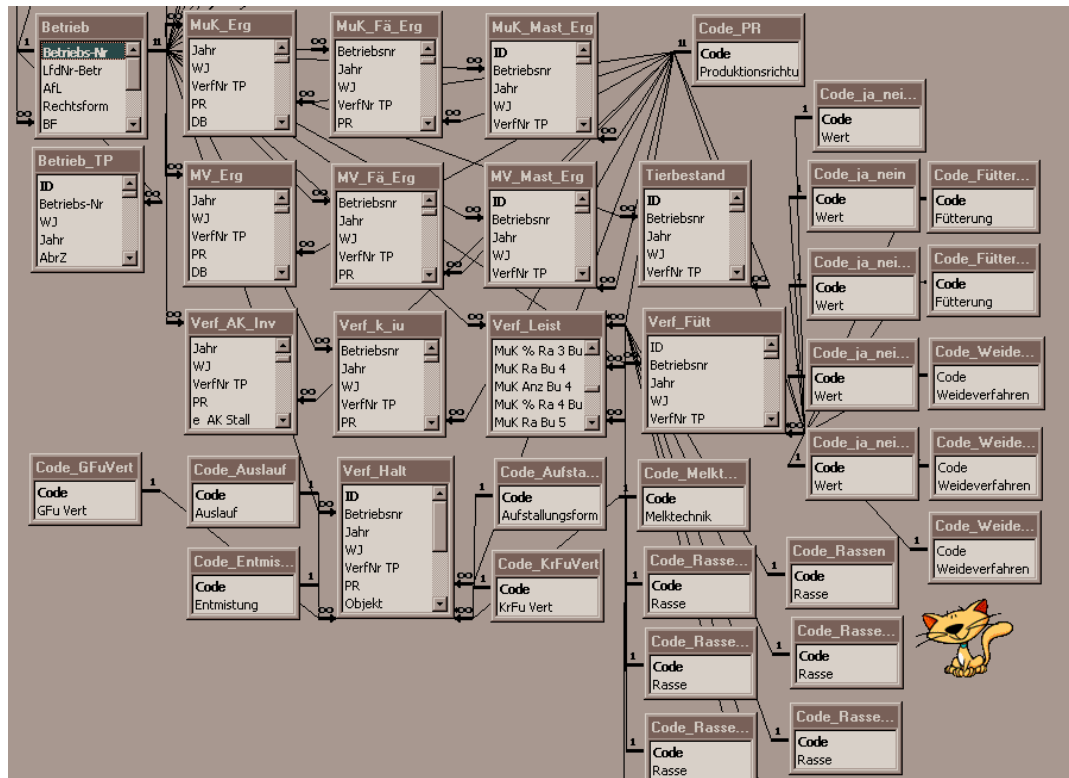 Betrieb
Betriebs-Nr
LfdNr-Betr
AfL
Rechtsform
BF
MuK_Erg
Jahr
WJ
VerfNr TP
PR
DB
MuK_Fä_Erg
Betriebsnr
Jahr
WJ
VerfNr TP
PR
MuK_Mast_Erg
ID
Betriebsnr
Jahr
WJ
VerfNr TP
Code_PR
Code
Produktionsrichtu
Code_ja_nei...
Code
Wert
Betrieb_TP
ID
Betriebs-Nr
WJ
Jahr
AbrZ
MV_Erg
Jahr
WJ
VerfNr TP
PR
DB
MV_Fä_Erg
Betriebsnr
Jahr
WJ
VerfNr TP
PR
MV_Mast_Erg
ID
Betriebsnr
Jahr
WJ
VerfNr TP
Tierbestand
ID
Betriebsnr
Jahr
WJ
VerfNr TP
Code_ja_nein
Code
Wert
Code_Fütter...
Code
Fütterung
Code_ja_nei...
Code
Wert
Code_Fütter...
Code
Fütterung
Verf_AK_Inv
Jahr
WJ
VerfNr TP
PR
e AK Stall
Verf_k_iu
Betriebsnr
Jahr
WJ
VerfNr TP
PR
Verf_Leist
MuK % Ra 3 Bu
MuK Ra Bu 4
MuK Anz Bu 4
MuK % Ra 4 Bu
MuK Ra Bu 5
Verf_Fütt
ID
Betriebsnr
Jahr
WJ
VerfNr TP
Code_ja_nei...
Code
Wert
Code_Weide...
Code
Weideverfahren
Code_ja_nei...
Code
Wert
Code_Weide...
Code
Weideverfahren
Code_GFuVert
Code
GFu Vert
Code_Auslauf
Code
Auslauf
Verf_Halt
ID
Betriebsnr
Jahr
WJ
VerfNr TP
PR
Objekt
Code_Aufsta...
Code
Aufstallungsform
Code_Melkt...
Code
Melktechnik
Code_Weide...
Code
Weideverfahren
Code_Entmis...
Code
Entmistung
Code_KrFuVert
Code
KrFu Vert
Code_Rasse...
Code
Rasse
Code_Rassen
Code
Rasse
Code_Rasse...
Code
Rasse
Code_Rasse...
Code
Rasse
Code_Rasse...
Code
Rasse
Code_Rasse...
Code
Rasse